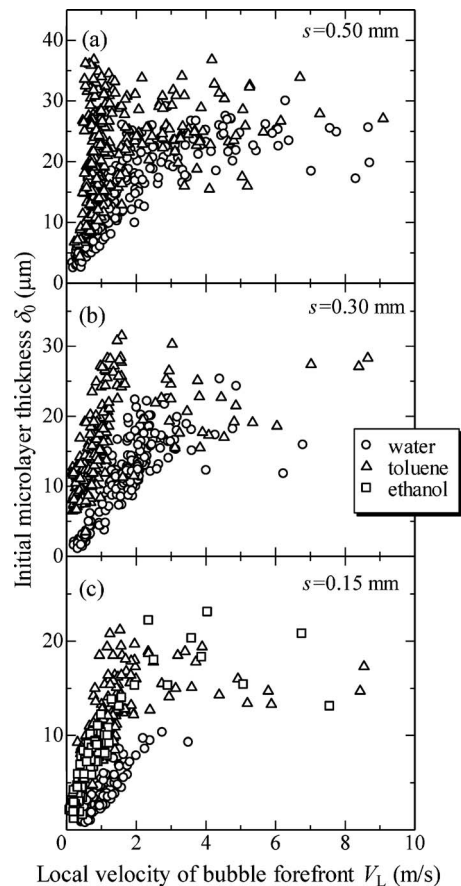 (a)
s=0.50 mm
40
30
20
10
0
(b)
s=0.30 mm
30
20
10
0
water
toluene
ethanol
(c)
s=0.15 mm
20
10
0 2 4 6 8 10
Initial microlayer thickness δ0 (μm)
Local velocity of bubble forefront VL (m/s)